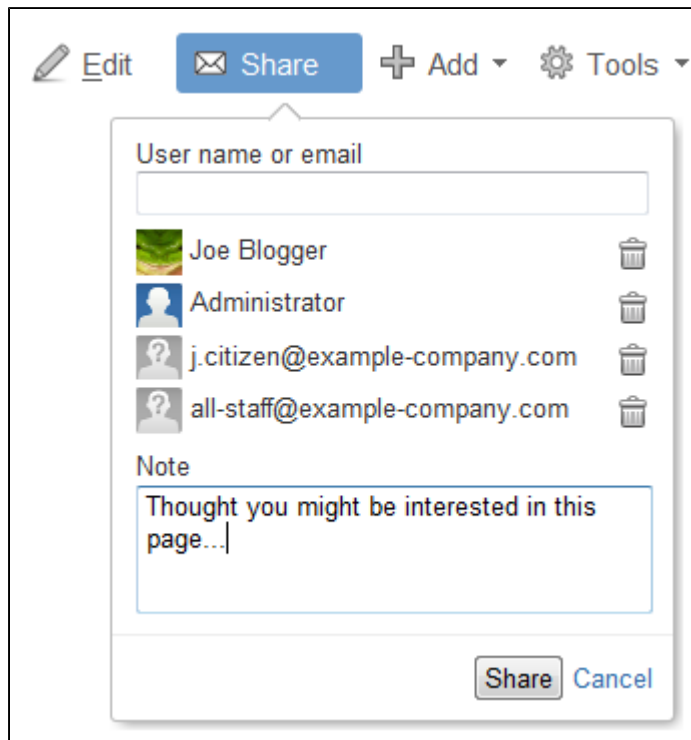 Edit Share Add Tools
User name or email
Joe Blogger
Administrator
j.citizen@example-company.com
all-staff@example-company.com
Note
Thought you might be interested in this
page...
Share Cancel